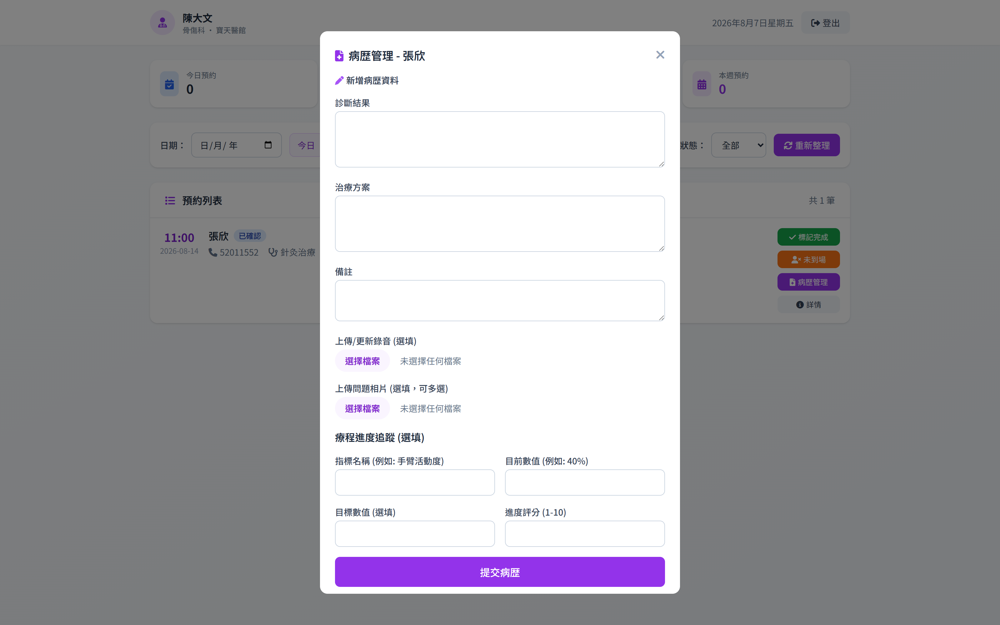 陳大文
骨傷科 • 寶天醫館
2026年8月7日星期五
登出
今日預約
0
本週預約
0
日期：
日/月/年
今日
狀態：
全部
重新整理
預約列表
共 1 筆
11:00
2026-08-14
張欣
已確認
52011552
針灸治療
標記完成
未到場
病歷管理
詳情
病歷管理 - 張欣
新增病歷資料
診斷結果
治療方案
備註
上傳/更新錄音 (選填)
選擇檔案
未選擇任何檔案
上傳問題相片 (選填，可多選)
選擇檔案
未選擇任何檔案
療程進度追蹤 (選填)
指標名稱 (例如: 手臂活動度)
目前數值 (例如: 40%)
目標數值 (選填)
進度評分 (1-10)
提交病歷